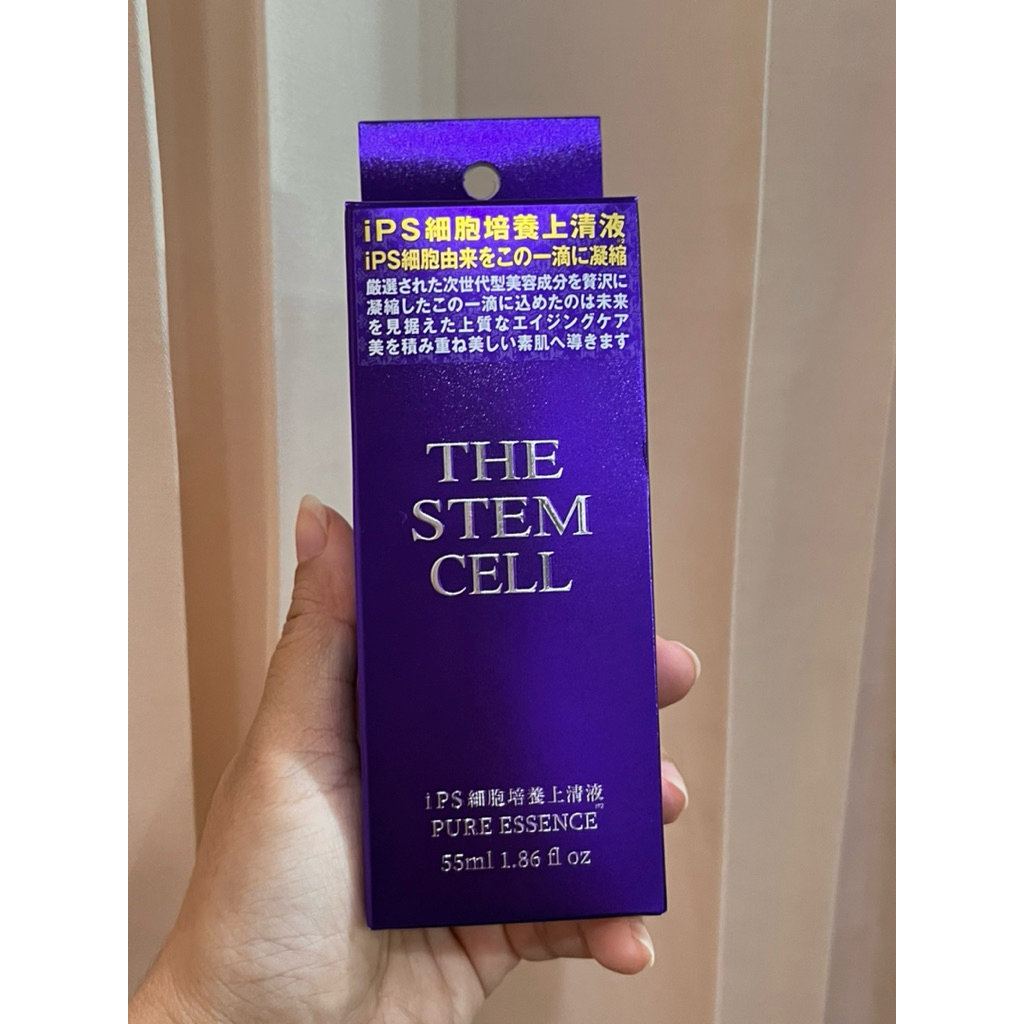 iPS細胞培養上清液
iPS細胞由来をこの一滴に凝縮
厳選された次世代型美容成分を贅沢に
凝縮したこの一滴に込めたのは未来
を見据えた上質なエイジングケア
美を積み重ね美しい素肌へ導きます
THE
STEM
CELL
iPS細胞培養上清液
PURE ESSENCE
55ml 1.86 fl oz